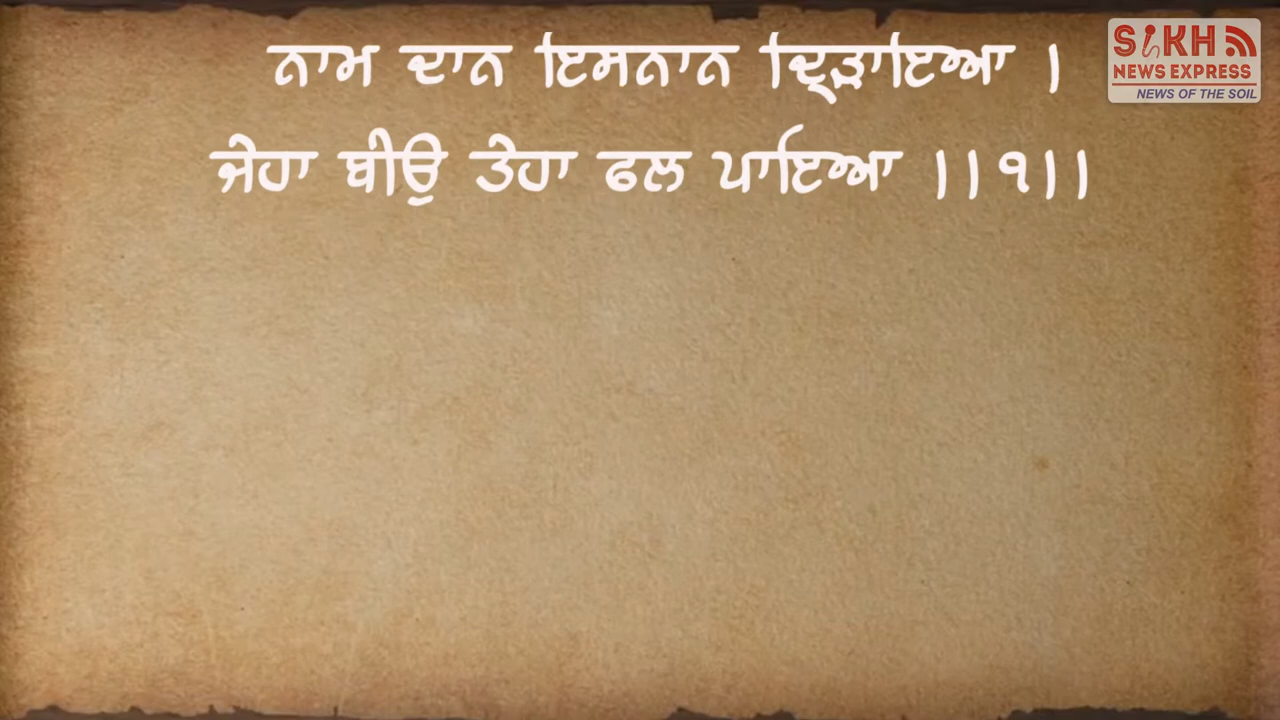 ਨਾਮ ਦਾਨ ਇਸਨਾਨ ਦ੍ਰਿੜਾਇਆ ।
ਜੇਹਾ ਬੀਉ ਤੇਹਾ ਫਲ ਪਾਇਆ ।।੧।।
SIKH
NEWS EXPRESS
NEWS OF THE SOIL